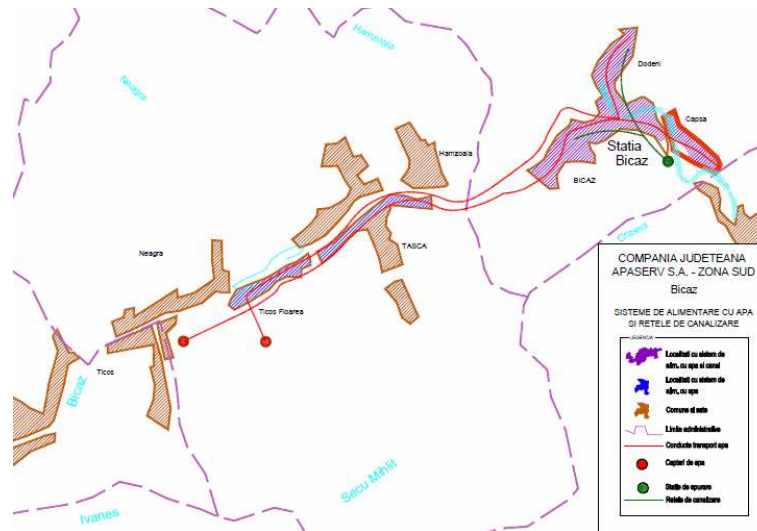 Hamzoaia
Dodeni
Neagra
Capsa
Hamzoaia
Statia
Bicaz
BICAZ
Neagra
TASCA
Crasna
Ticos Floarea
Ticos
Bicaz
Secu Mihlit
Ivanes
COMPANIA JUDETEANA
APASERV S.A. - ZONA SUD
Bicaz
SISTEME DE ALIMENTARE CU APA
SI RETELE DE CANALIZARE
LEGENDA
Localitati cu sistem de
alim. cu apa si canal
Localitati cu sistem de
alim. cu apa
Comune si sate
Limite administrative
Conducte transport apa
Captari de apa
Statie de epurare
Retele de canalizare